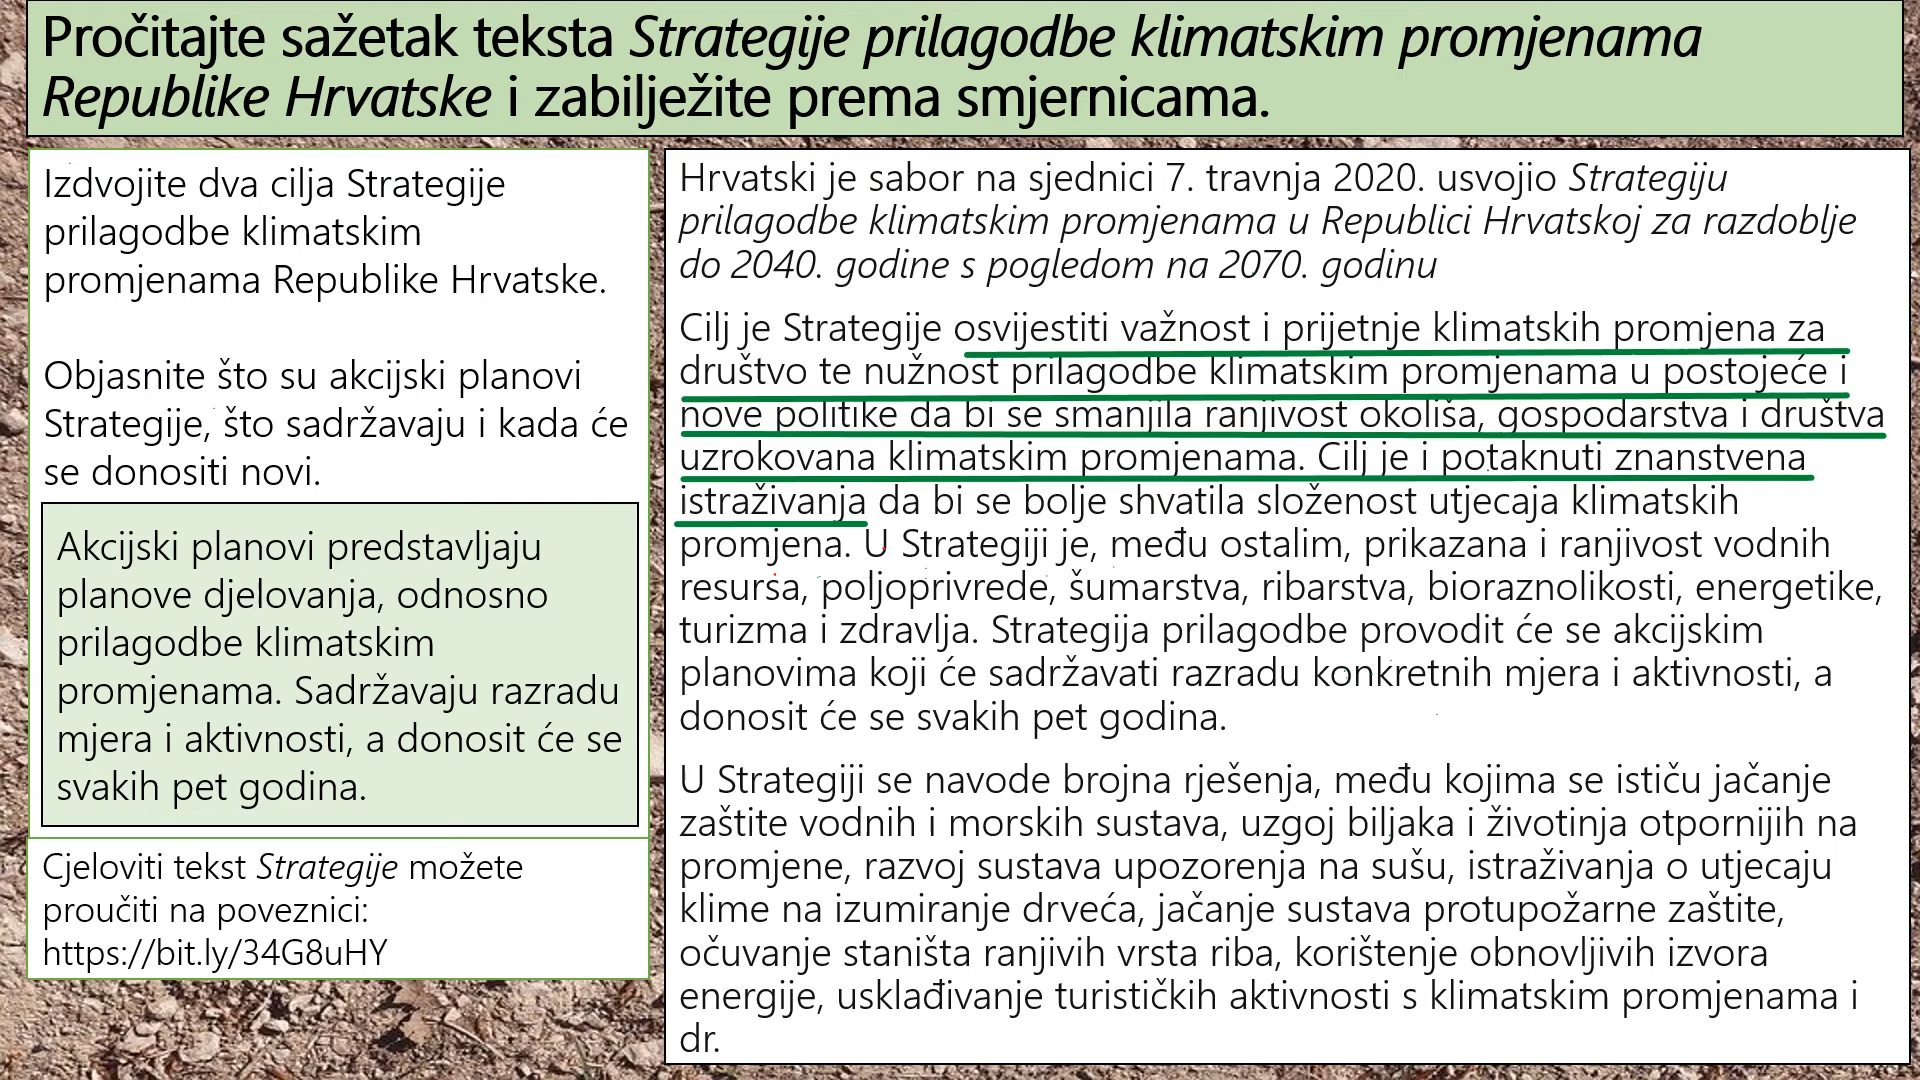 Pročitajte sažetak teksta Strategije prilagodbe klimatskim promjenama
Republike Hrvatske i zabilježite prema smjernicama.
Izdvojite dva cilja Strategije
prilagodbe klimatskim
promjenama Republike Hrvatske.
Objasnite što su akcijski planovi
Strategije, što sadržavaju i kada će
se donositi novi.
Akcijski planovi predstavljaju
planove djelovanja, odnosno
prilagodbe klimatskim
promjenama. Sadržavaju razradu
mjera i aktivnosti, a donosit će se
svakih pet godina.
Cjeloviti tekst Strategije možete
proučiti na poveznici:
https://bit.ly/34G8uHY
Hrvatski je sabor na sjednici 7. travnja 2020. usvojio Strategiju
prilagodbe klimatskim promjenama u Republici Hrvatskoj za razdoblje
do 2040. godine s pogledom na 2070. godinu
Cilj je Strategije osvijestiti važnost i prijetnje klimatskih promjena za
društvo te nužnost prilagodbe klimatskim promjenama u postojeće i
nove politike da bi se smanjila ranjivost okoliša, gospodarstva i društva
uzrokovana klimatskim promjenama. Cilj je i potaknuti znanstvena
istraživanja da bi se bolje shvatila složenost utjecaja klimatskih
promjena. U Strategiji je, među ostalim, prikazana i ranjivost vodnih
resursa, poljoprivrede, šumarstva, ribarstva, bioraznolikosti, energetike,
turizma i zdravlja. Strategija prilagodbe provodit će se akcijskim
planovima koji će sadržavati razradu konkretnih mjera i aktivnosti, a
donosit će se svakih pet godina.
U Strategiji se navode brojna rješenja, među kojima se ističu jačanje
zaštite vodnih i morskih sustava, uzgoj biljaka i životinja otpornijih na
promjene, razvoj sustava upozorenja na sušu, istraživanja o utjecaju
klime na izumiranje drveća, jačanje sustava protupožarne zaštite,
očuvanje staništa ranjivih vrsta riba, korištenje obnovljivih izvora
energije, usklađivanje turističkih aktivnosti s klimatskim promjenama i
dr.